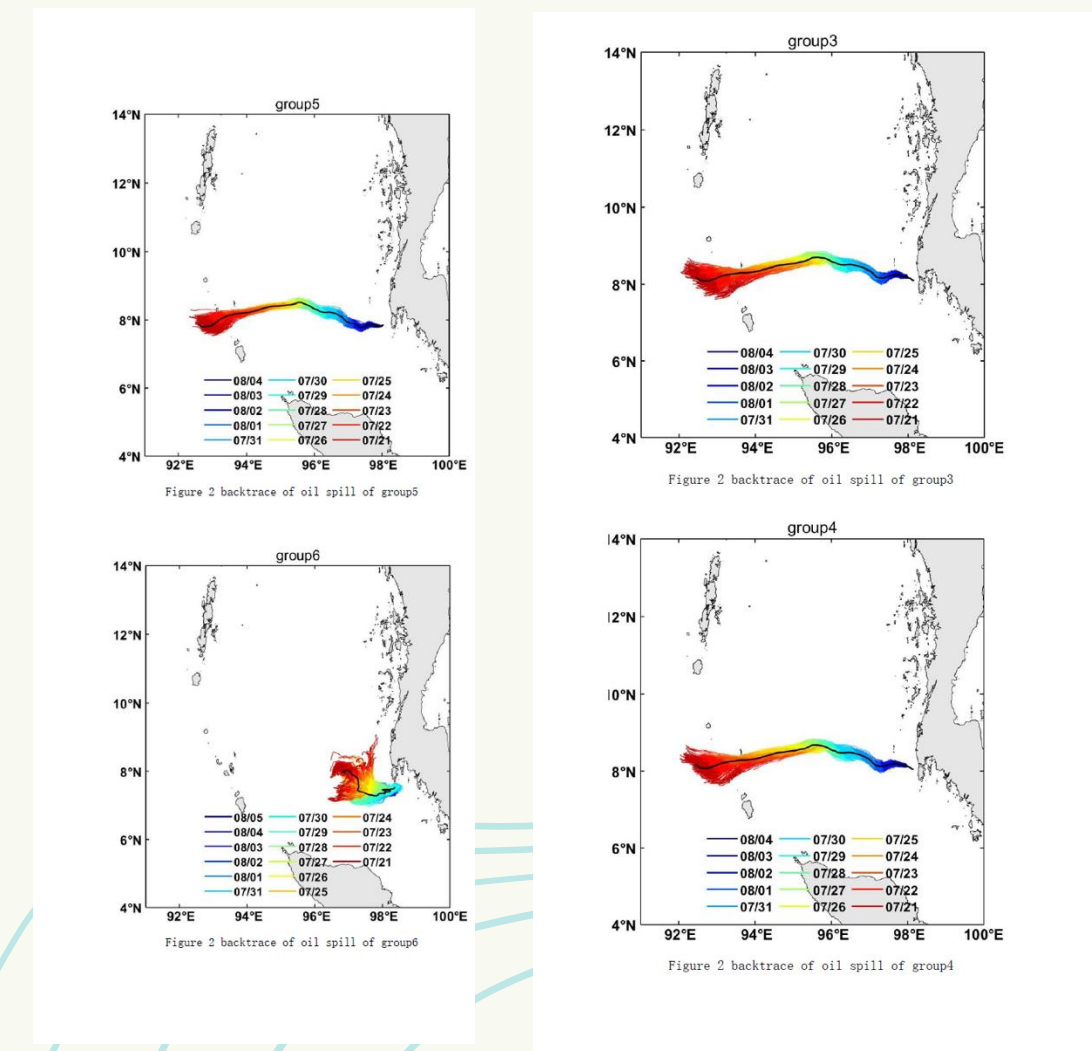 group5
14°N
12°N
10°N
8°N
6°N
4°N
08/04 07/30 07/25
08/03 07/29 07/24
08/02 07/28 07/23
08/01 07/27 07/22
07/31 07/26 07/21
92°E 94°E 96°E 98°E 100°E
Figure 2 backtrace of oil spill of group5
group6
14°N
12°N
10°N
8°N
6°N
4°N
08/05 07/30 07/24
08/04 07/29 07/23
08/03 07/28 07/22
08/02 07/27 07/21
08/01 07/26
07/31 07/25
92°E 94°E 96°E 98°E 100°E
Figure 2 backtrace of oil spill of group6
group3
14°N
12°N
10°N
8°N
6°N
4°N
08/04 07/30 07/25
08/03 07/29 07/24
08/02 07/28 07/23
08/01 07/27 07/22
07/31 07/26 07/21
92°E 94°E 96°E 98°E 100°E
Figure 2 backtrace of oil spill of group3
group4
14°N
12°N
10°N
8°N
6°N
4°N
08/04 07/30 07/25
08/03 07/29 07/24
08/02 07/28 07/23
08/01 07/27 07/22
07/31 07/26 07/21
92°E 94°E 96°E 98°E 100°E
Figure 2 backtrace of oil spill of group4